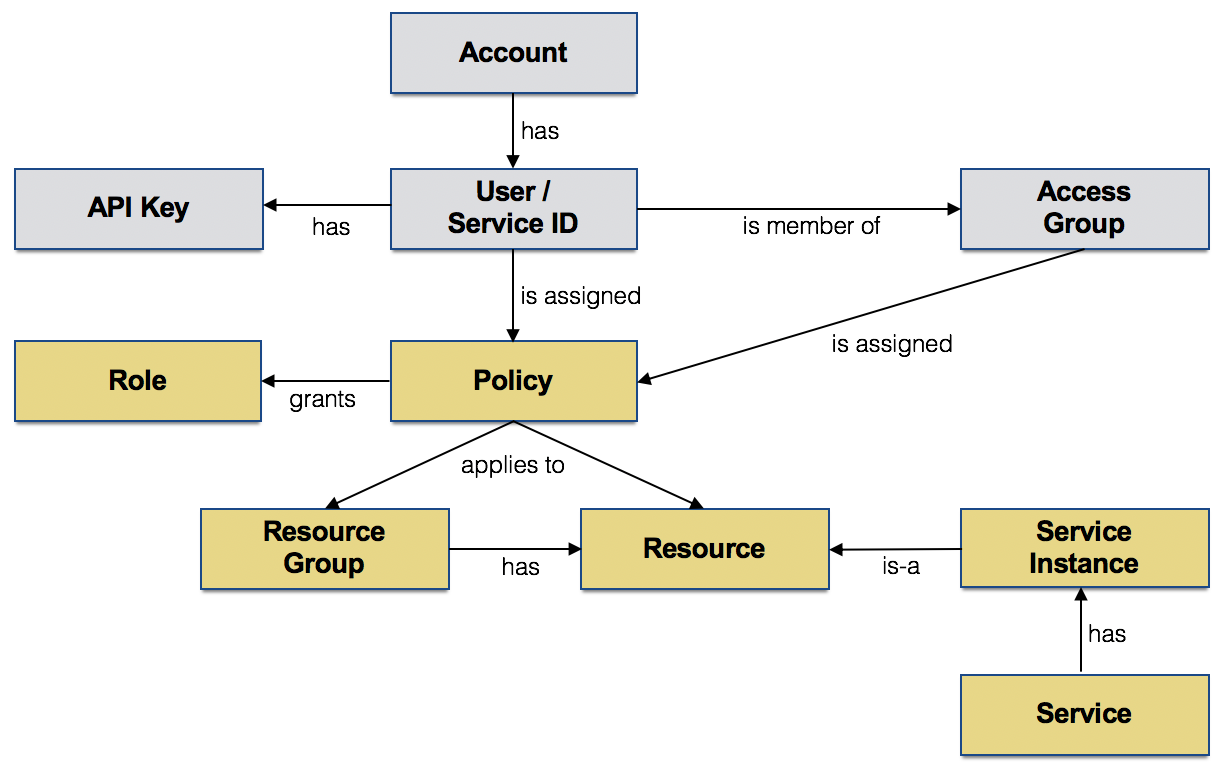 Account
has
API Key
has
User /
Service ID
is member of
Access
Group
is assigned
is assigned
Role
grants
Policy
applies to
Resource
Group
has
Resource
is-a
Service
Instance
has
Service